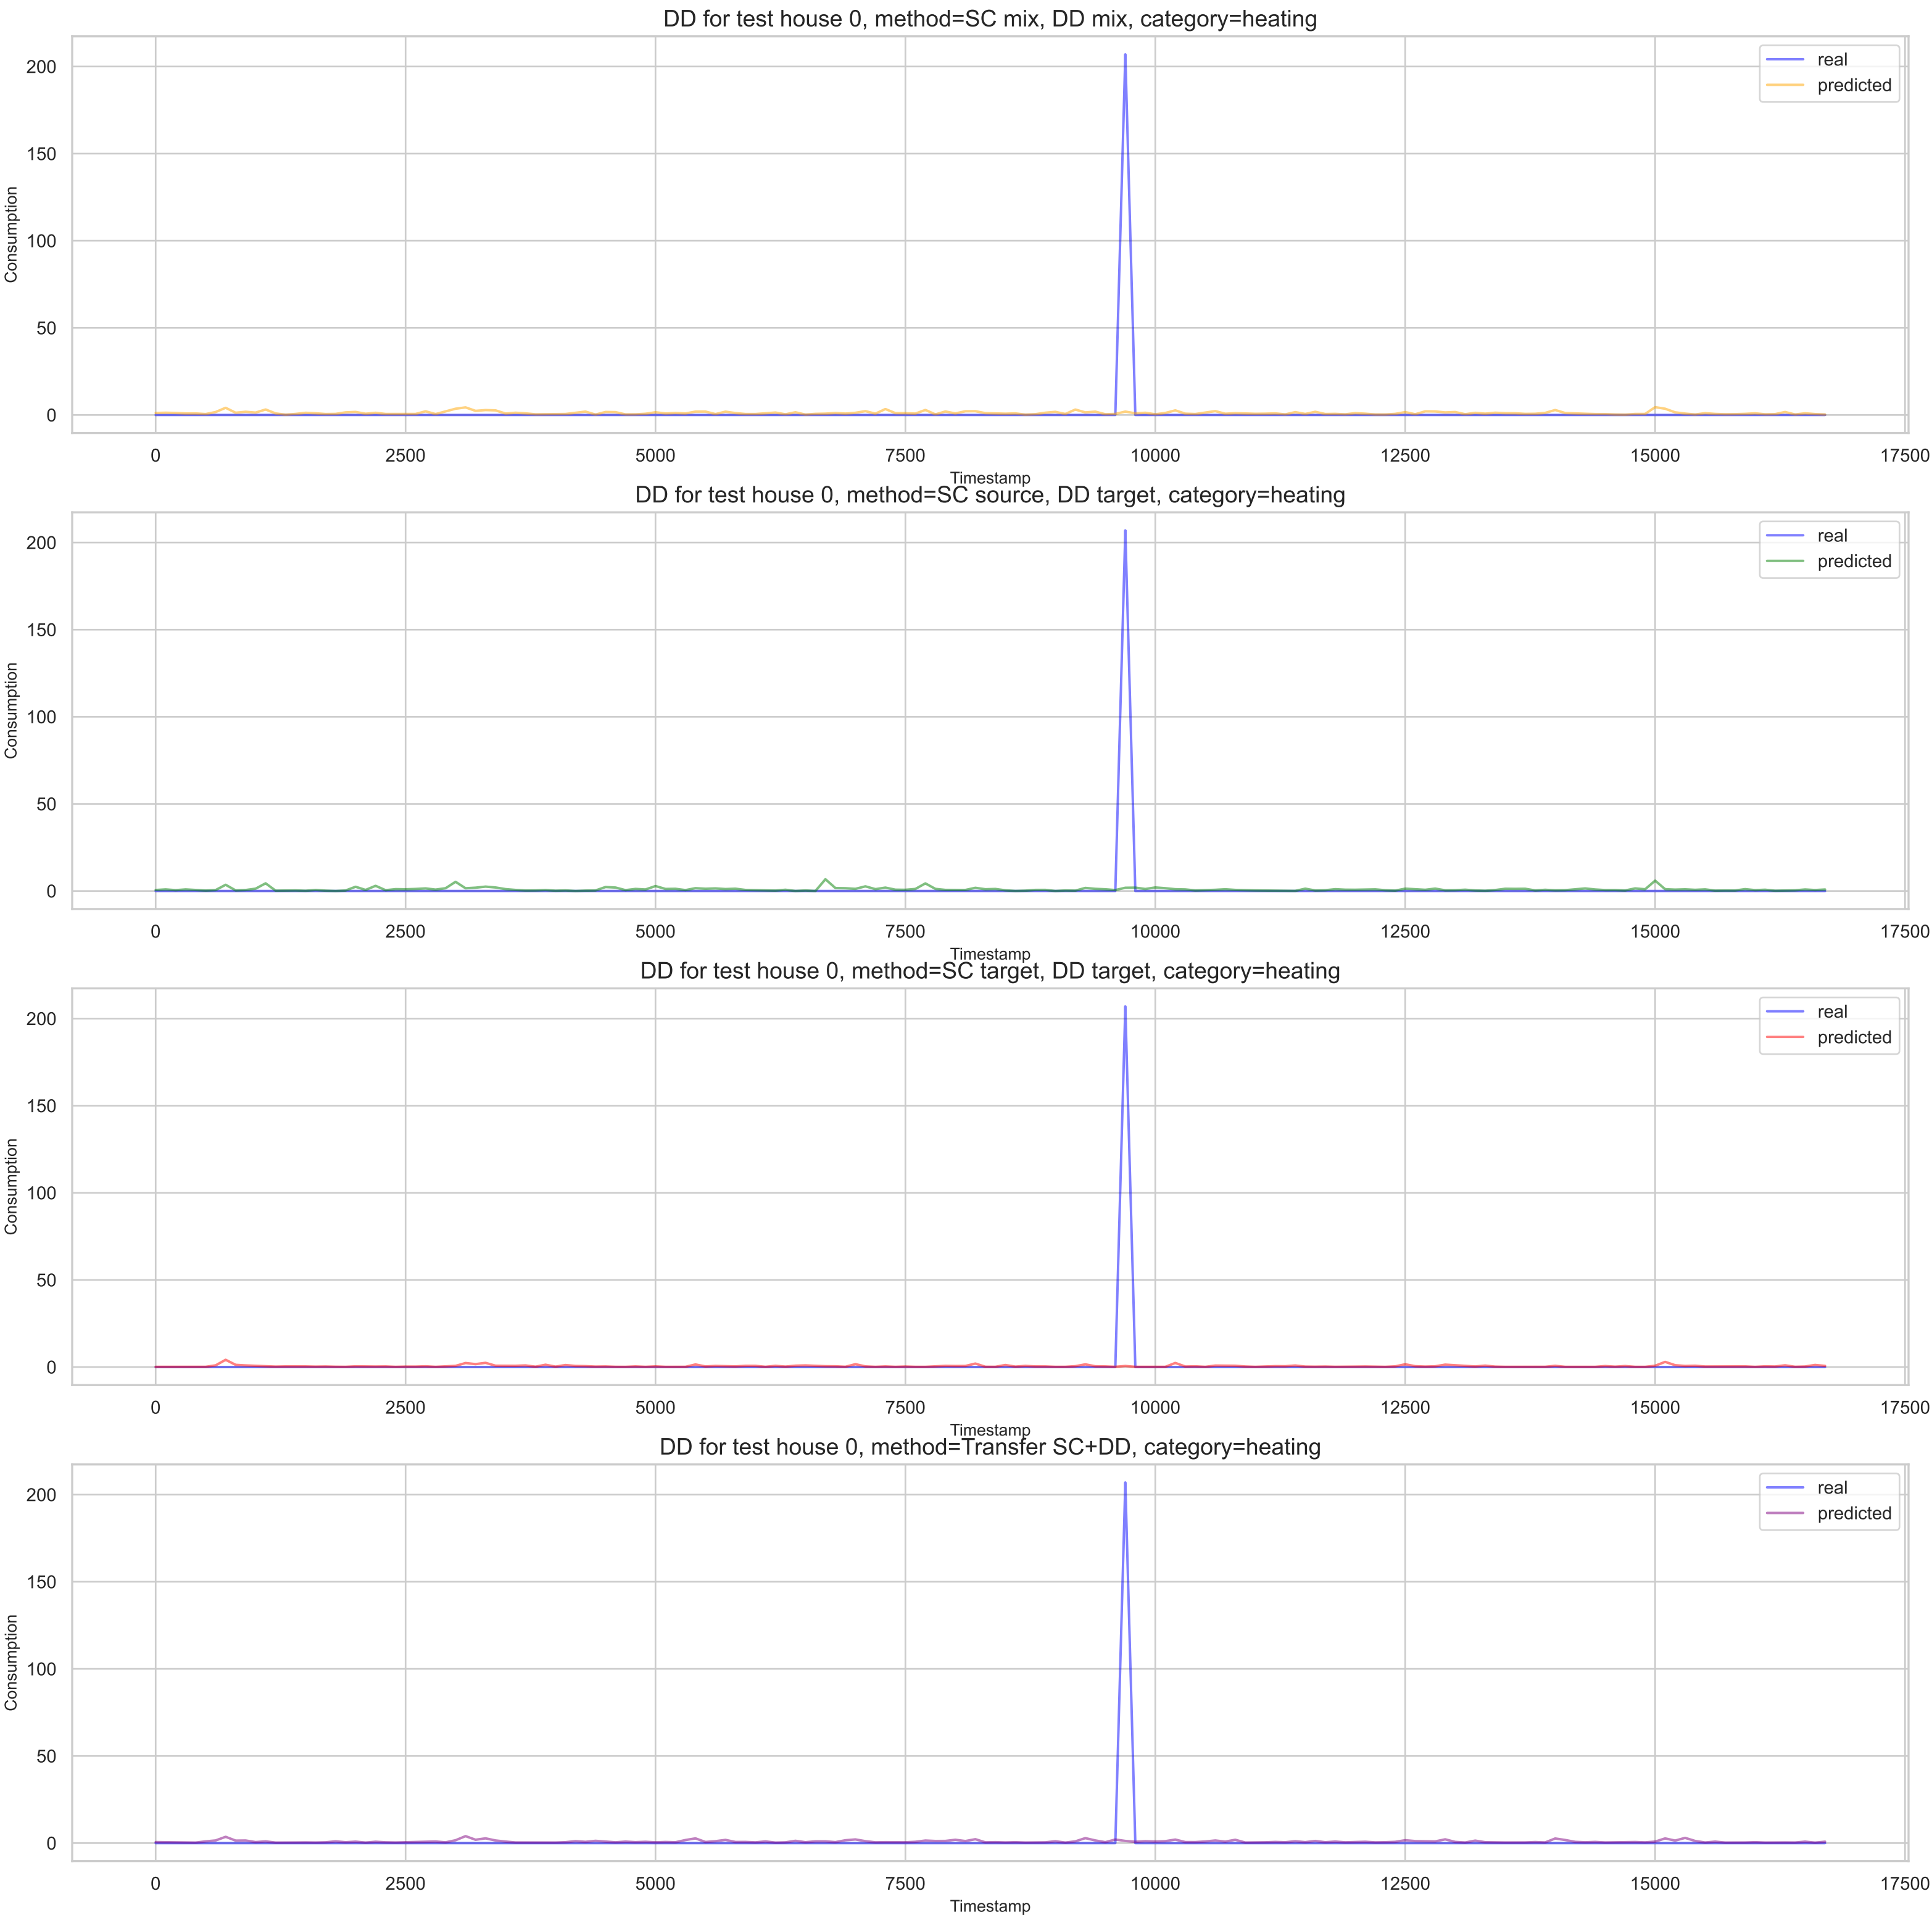 DD for test house 0, method=SC mix, DD mix, category=heating
real
predicted
200
150
100
50
0
Consumption
0 2500 5000 7500 10000 12500 15000 17500
Timestamp
DD for test house 0, method=SC source, DD target, category=heating
real
predicted
200
150
100
50
0
Consumption
0 2500 5000 7500 10000 12500 15000 17500
Timestamp
DD for test house 0, method=SC target, DD target, category=heating
real
predicted
200
150
100
50
0
Consumption
0 2500 5000 7500 10000 12500 15000 17500
Timestamp
DD for test house 0, method=Transfer SC+DD, category=heating
real
predicted
200
150
100
50
0
Consumption
0 2500 5000 7500 10000 12500 15000 17500
Timestamp